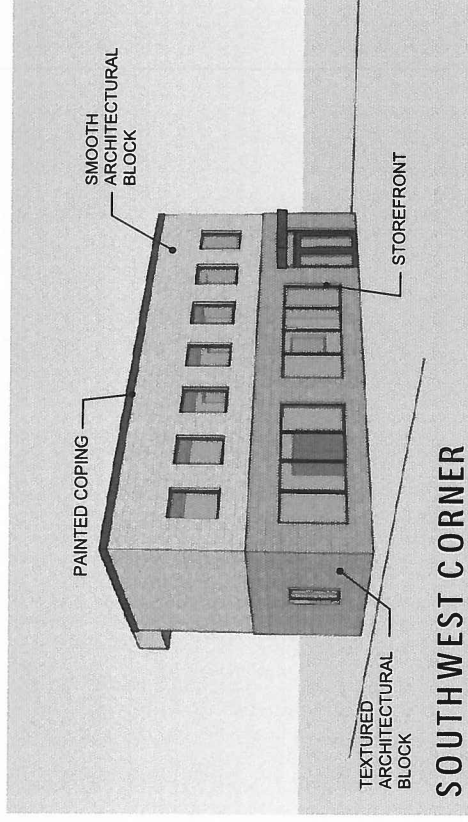 SMOOTH
ARCHITECTURAL
BLOCK
PAINTED COPING
STOREFRONT
TEXTURED
ARCHITECTURAL
BLOCK
SOUTHWEST CORNER